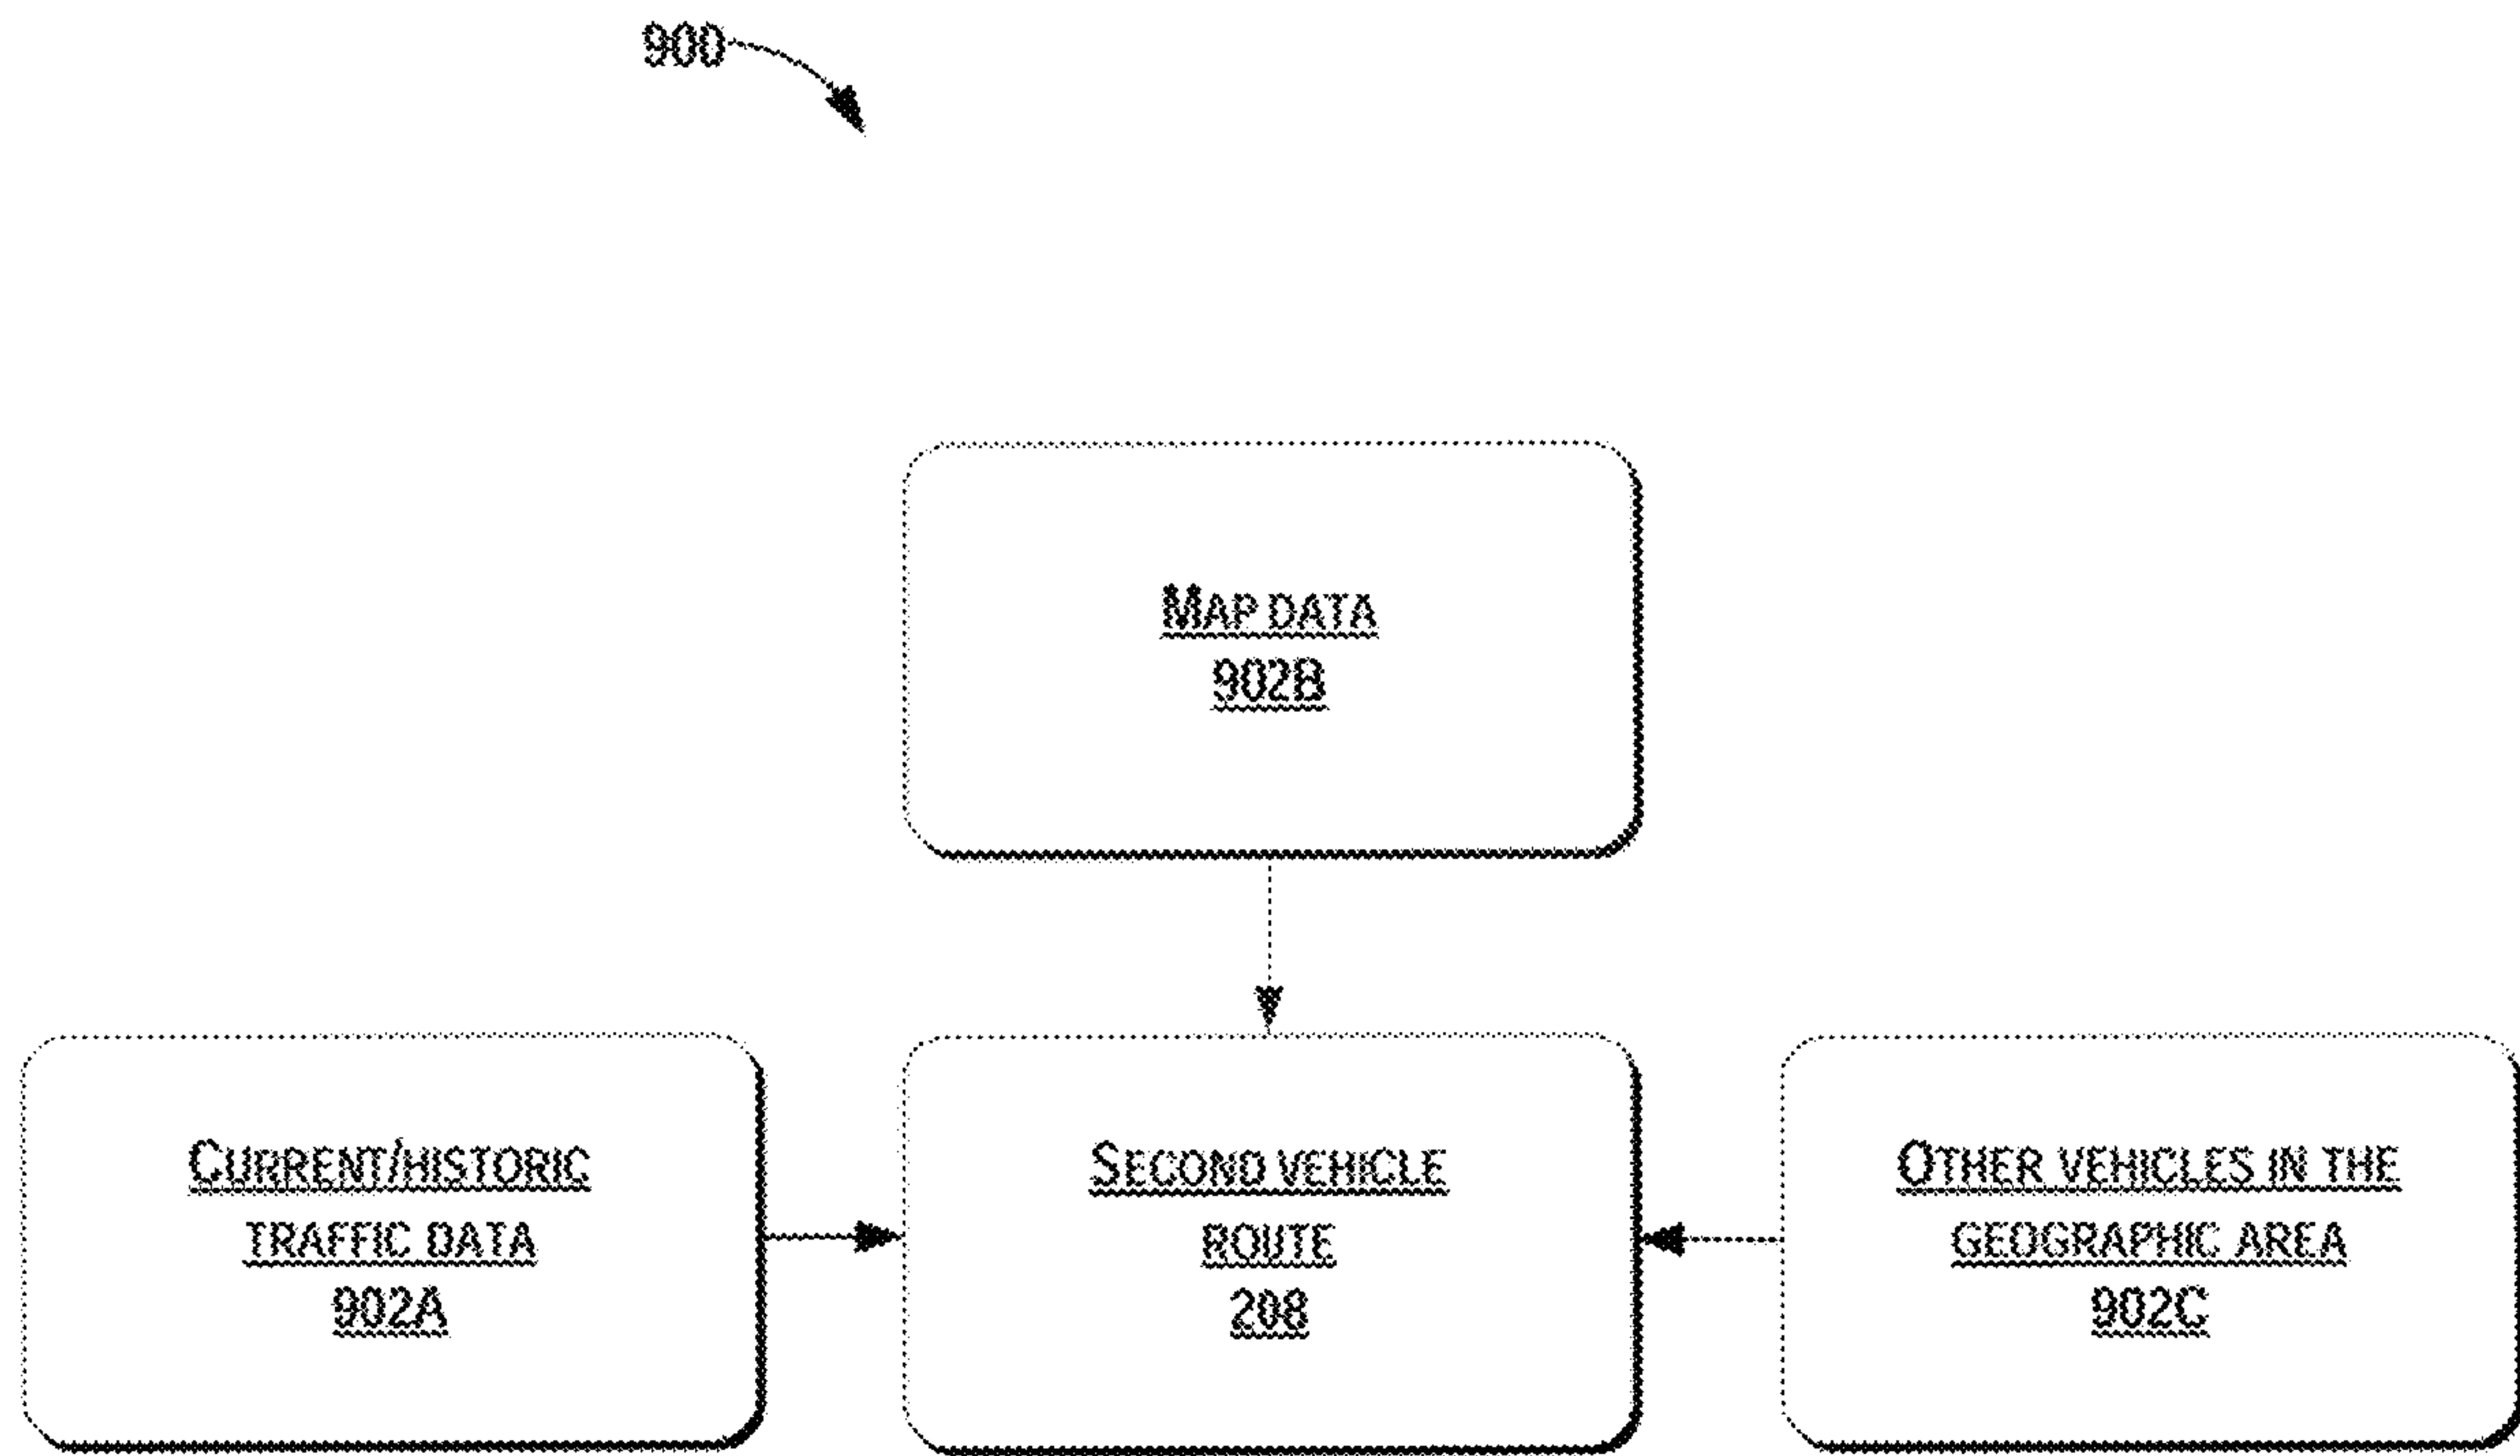 900
MAP DATA
902B
CURRENT/HISTORIC
TRAFFIC DATA
902A
SECOND VEHICLE
ROUTE
208
OTHER VEHICLES IN THE
GEOGRAPHIC AREA
902C